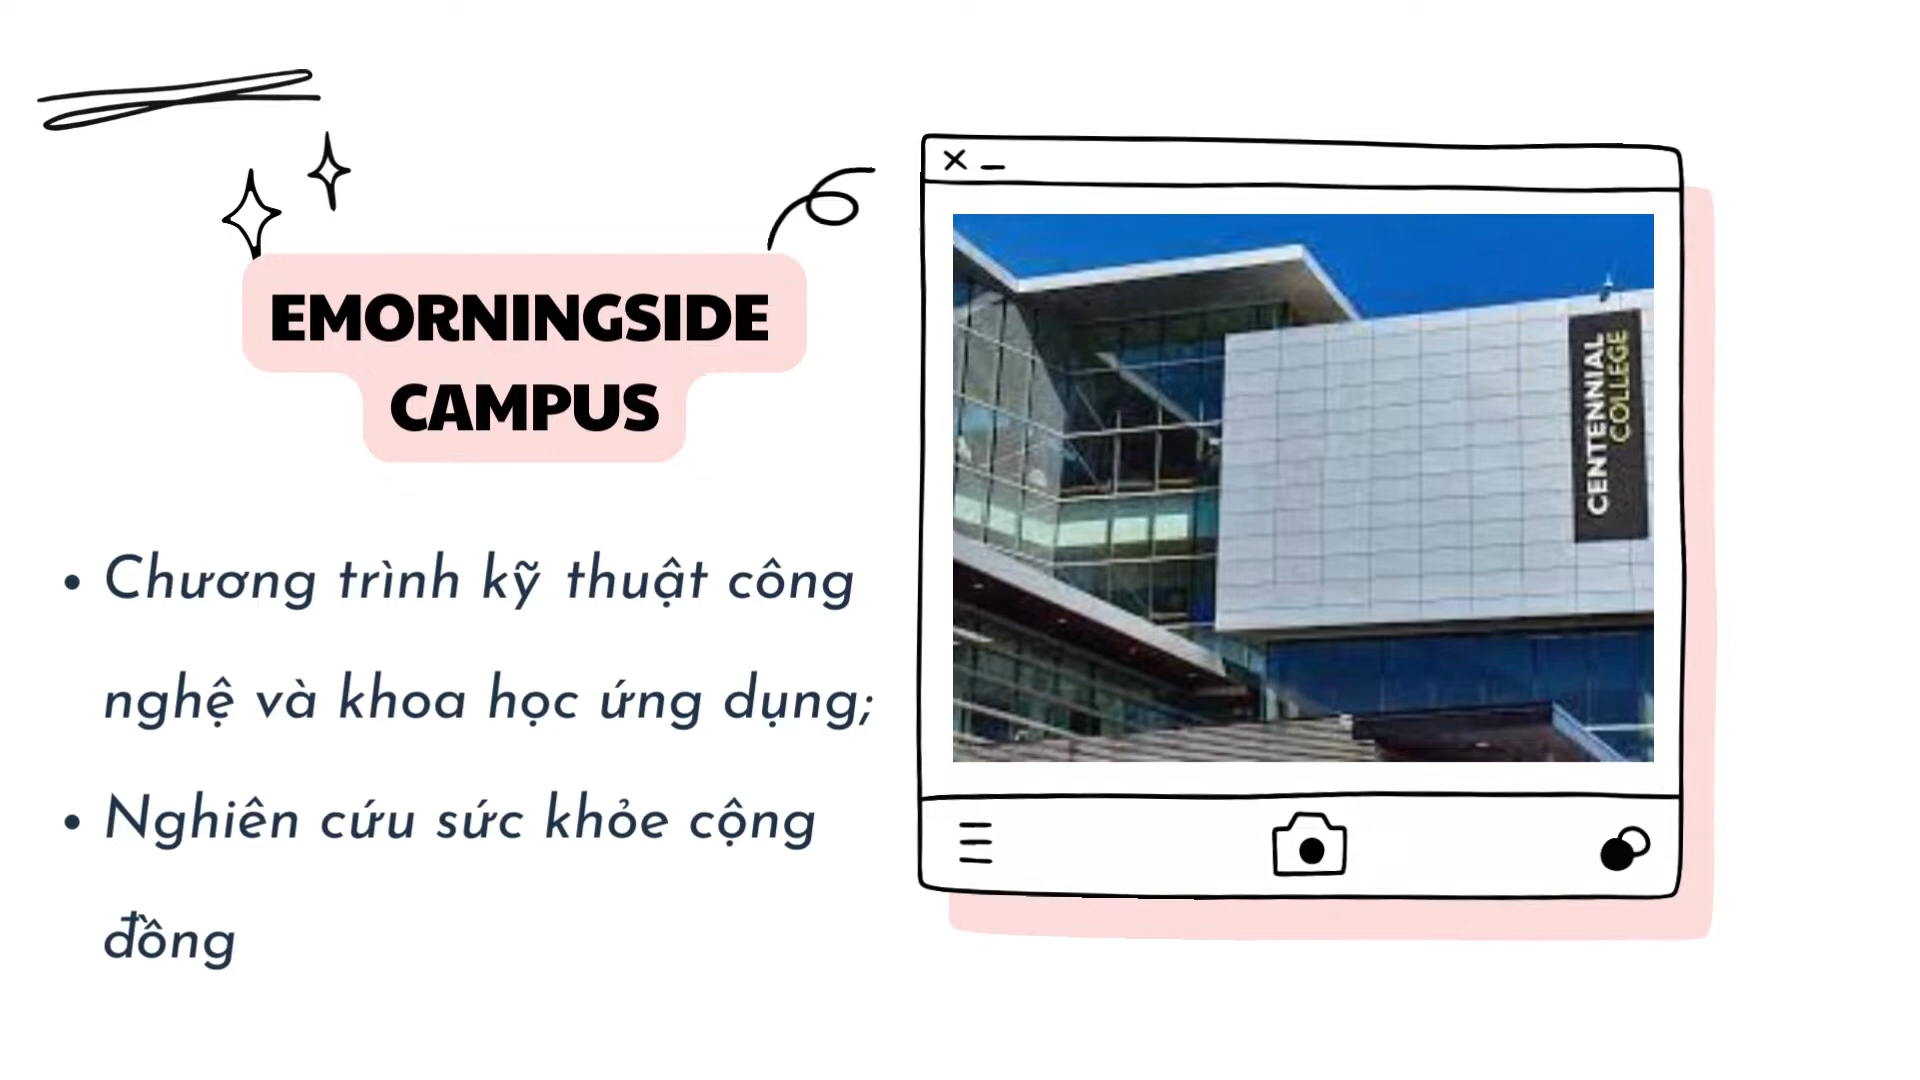 EMORNINGSIDE
CAMPUS
• Chương trình kỹ thuật công
nghệ và khoa học ứng dụng;
• Nghiên cứu sức khỏe cộng
đồng
CENTENNIAL
COLLEGE